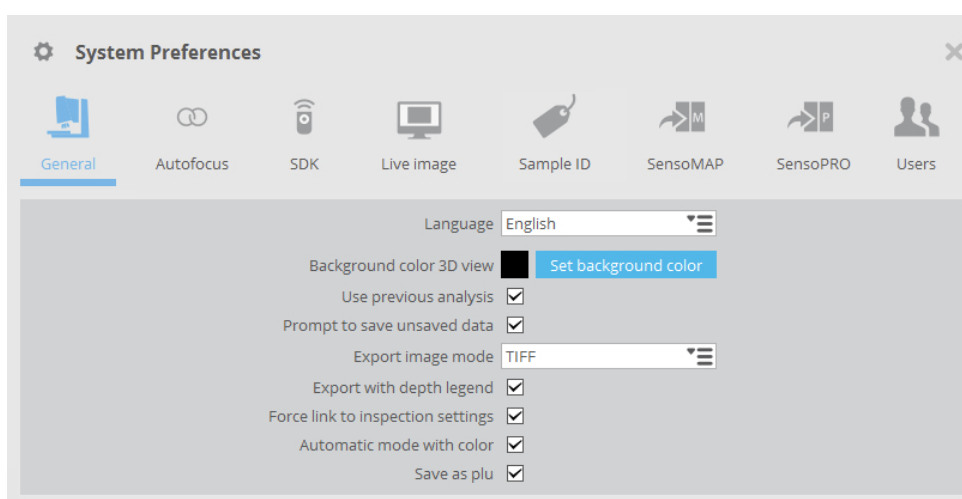 System Preferences
General Autofocus SDK Live image Sample ID SensoMAP SensoPRO Users
M P
Language English
Background color 3D view Set background color
Use previous analysis
Prompt to save unsaved data
Export image mode TIFF
Export with depth legend
Force link to inspection settings
Automatic mode with color
Save as plu